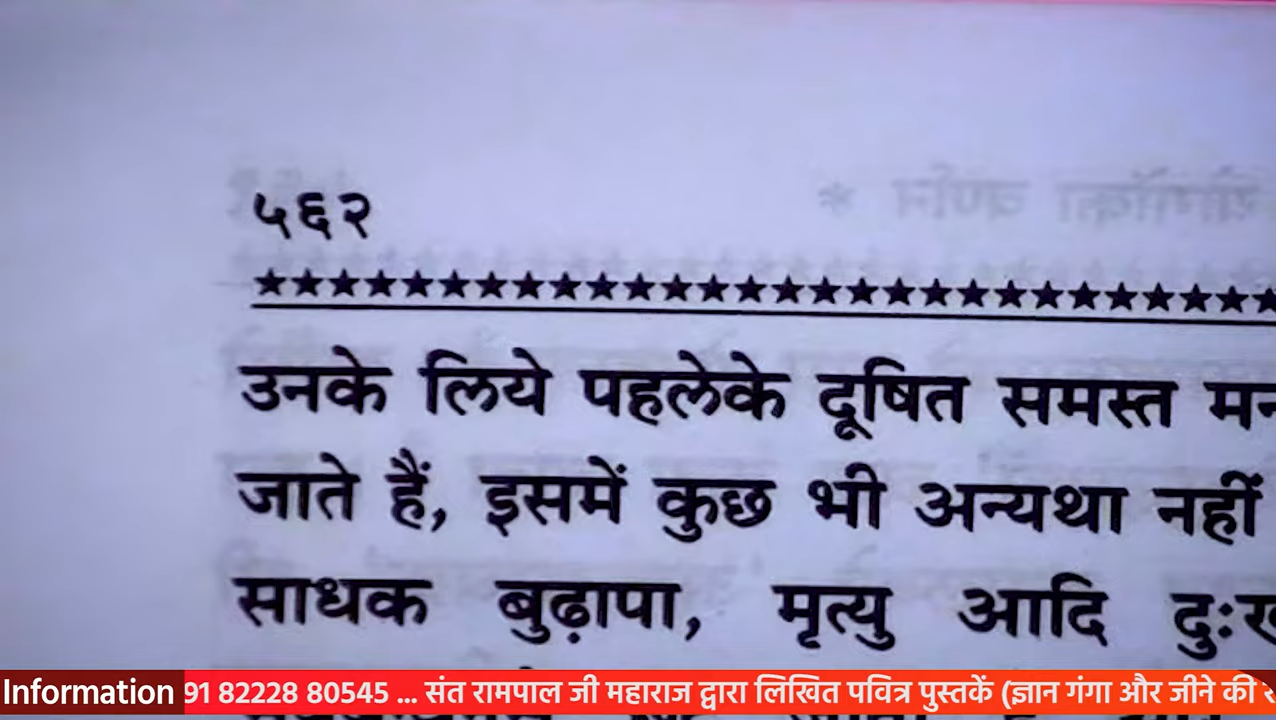 ५६२
★★★★★★★★★★★★★★★★★★★★★★★★★★★★
उनके लिये पहलेके दूषित समस्त
जाते हैं, इसमें कुछ भी अन्यथा नहीं
साधक बुढ़ापा, मृत्यु आदि
Information 91 82228 80545 ... संत रामपाल जी महाराज द्वारा लिखित पवित्र पुस्तकें (ज्ञान गंगा और जीने की